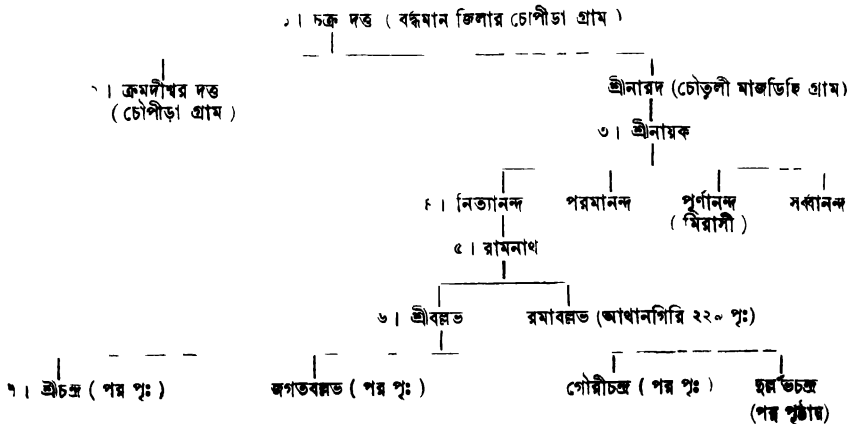 ১। চক্র দত্ত ( বর্দ্ধমান জিলার চোপীড়া গ্রাম )
২। ক্রমদীশ্বর দত্ত শ্রীনারদ (চৌতুলী মাজডিহি গ্রাম)
( চোপীড়া গ্রাম )
৩। শ্রীনায়ক
৪। নিত্যানন্দ পরমানন্দ পূর্ণানন্দ সর্ব্বানন্দ
( মিরাসী )
৫। রামনাথ
৬। শ্রীবল্লভ রমাবল্লভ (আথানগিরি ২২৹ পৃঃ)
৭। শ্রীচন্দ্র ( পর পৃঃ ) জগতবল্লভ ( পর পৃঃ ) গৌরীচন্দ্র ( পর পৃঃ ) দুর্ল্লভচন্দ্র
(পর পৃষ্ঠায়)